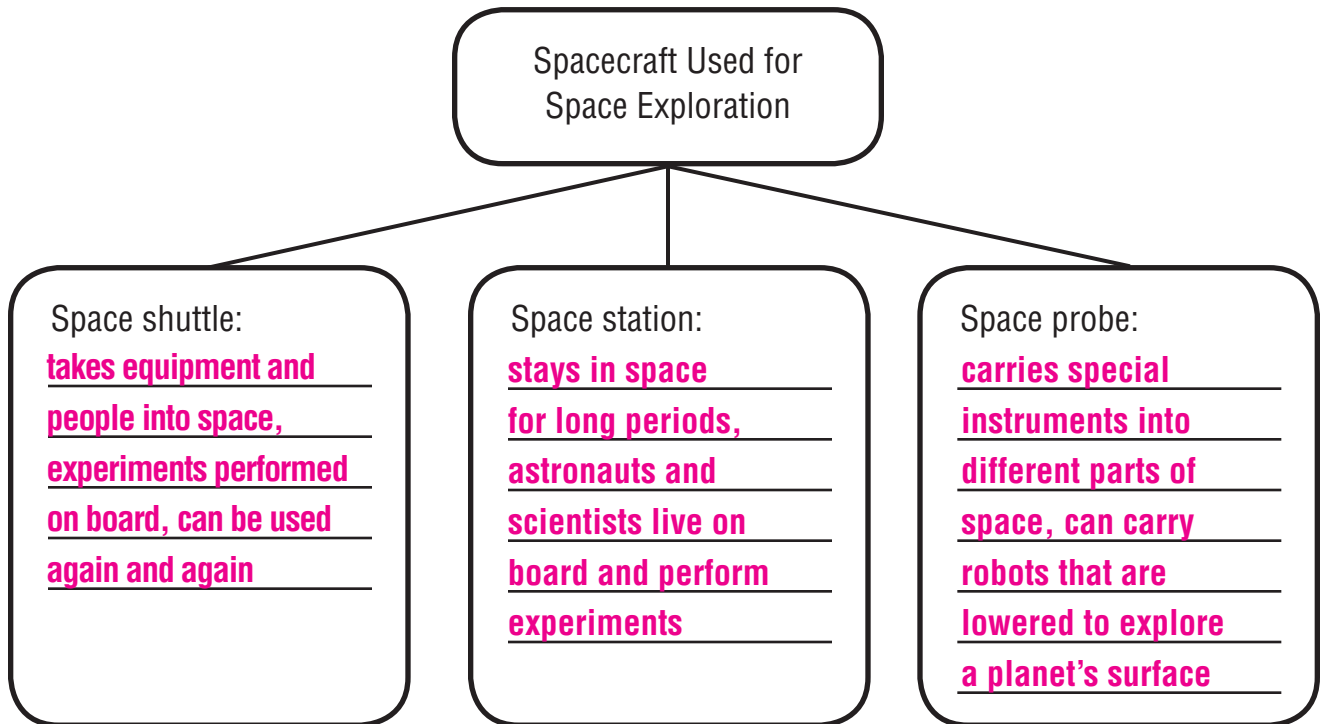 Spacecraft Used for
Space Exploration
Space shuttle:
takes equipment and
people into space,
experiments performed
on board, can be used
again and again
Space station:
stays in space
for long periods,
astronauts and
scientists live on
board and perform
experiments
Space probe:
carries special
instruments into
different parts of
space, can carry
robots that are
lowered to explore
a planet’s surface